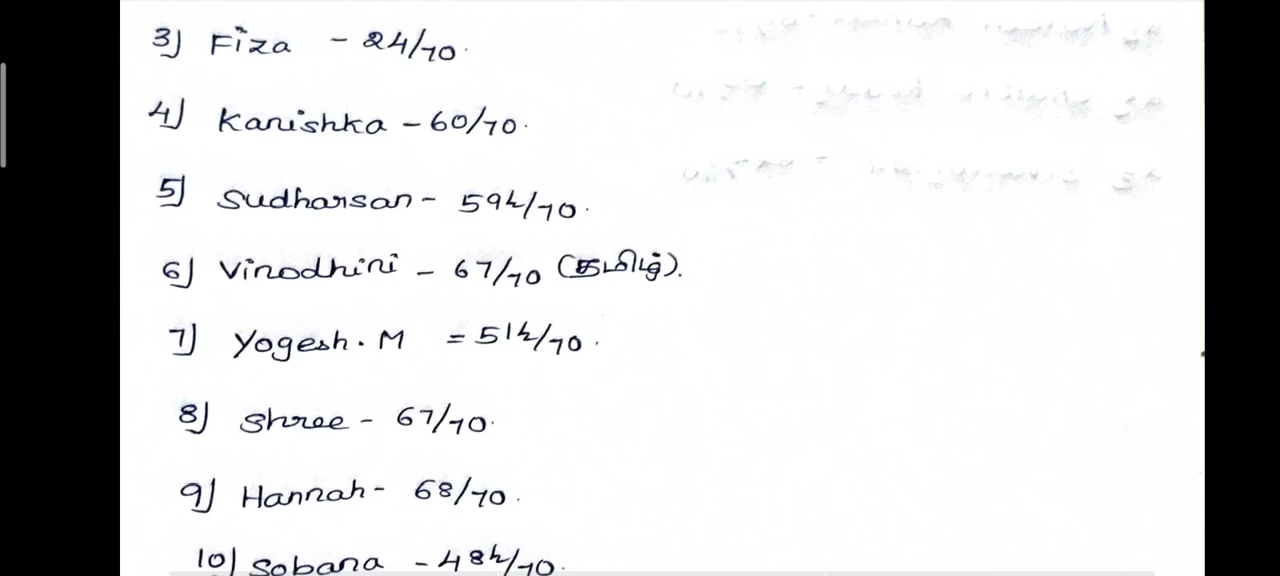 3) Fiza - 24/70.
4) Kanishka - 60/70.
5) Sudharsan - 59½/70.
6) Vinodhini - 67/70 (தமிழ்).
7) Yogesh. M = 51½/70.
8) Shree - 67/70.
9) Hannah - 68/70.
10) Sobana - 48½/70.